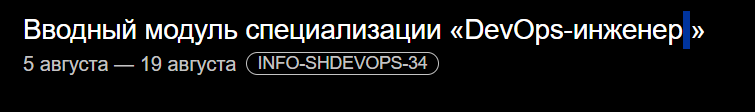 Вводный модуль специализации «DevOps-инженер »
5 августа — 19 августа INFO-SHDEVOPS-34